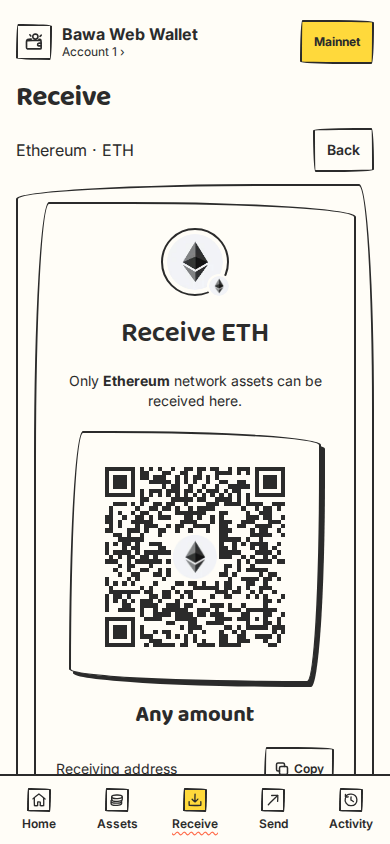 Bawa Web Wallet
Account 1 ›
Mainnet
Receive
Ethereum · ETH
Back
Receive ETH
Only Ethereum network assets can be
received here.
Any amount
Receiving address
Copy
Home
Assets
Receive
Send
Activity